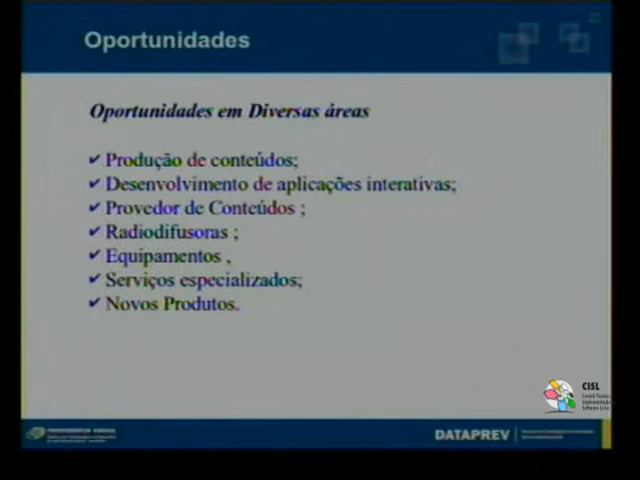 Oportunidades
Oportunidades em Diversas áreas
✔ Produção de conteúdos;
✔ Desenvolvimento de aplicações interativas;
✔ Provedor de Conteúdos ;
✔ Radiodifusoras ;
✔ Equipamentos ,
✔ Serviços especializados;
✔ Novos Produtos.
CISL
DATAPREV